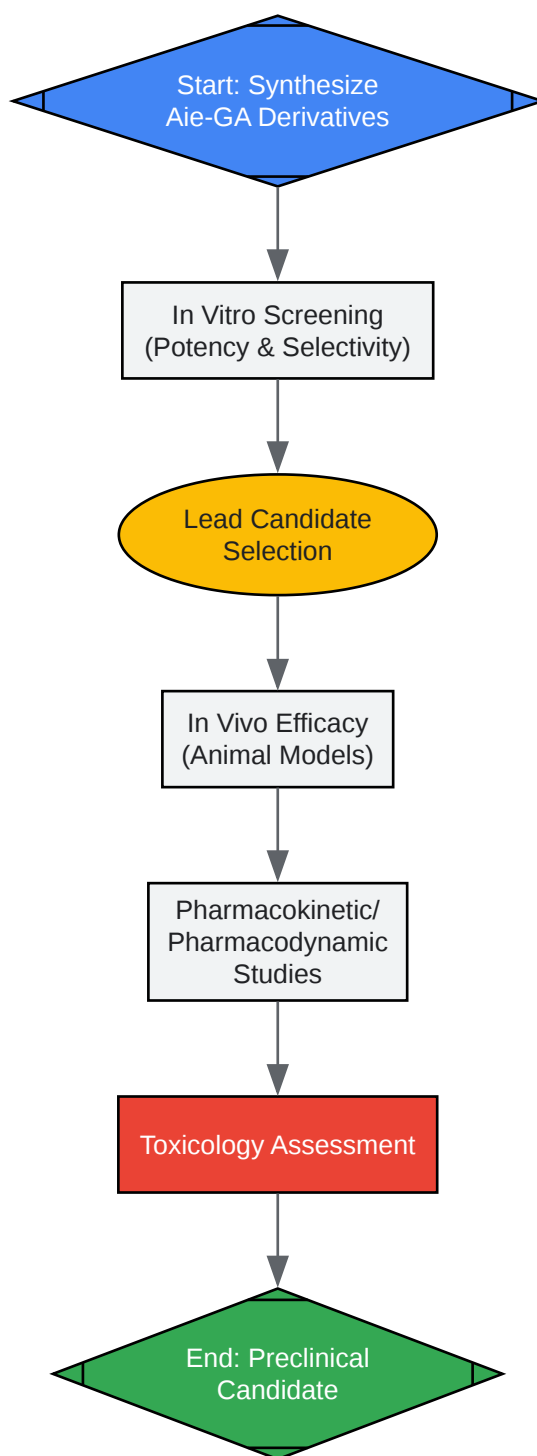 Start: Synthesize
Aie-GA Derivatives
In Vitro Screening
(Potency & Selectivity)
Lead Candidate
Selection
In Vivo Efficacy
(Animal Models)
Pharmacokinetic/
Pharmacodynamic
Studies
Toxicology Assessment
End: Preclinical
Candidate